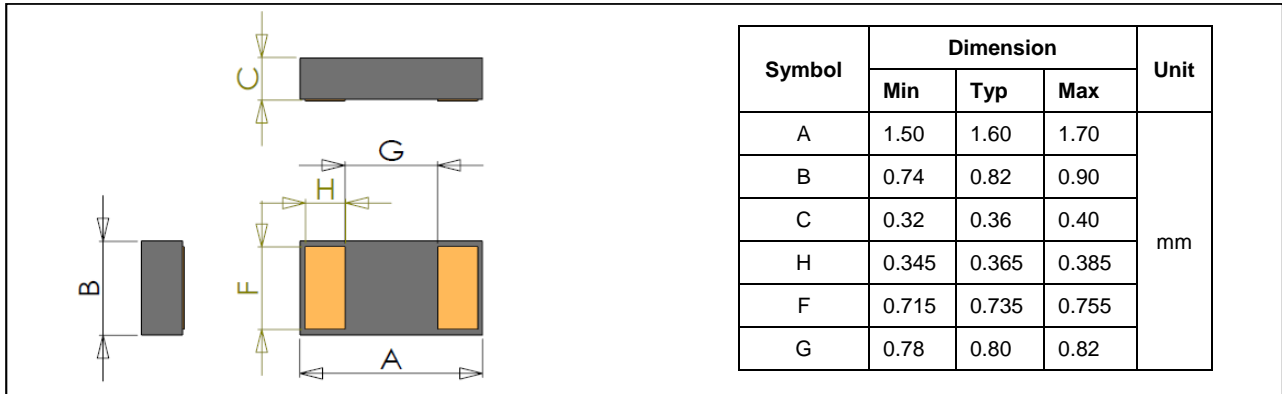 C
G
H
B
F
A
Symbol Dimension Unit
Min Typ Max
A 1.50 1.60 1.70 mm
B 0.74 0.82 0.90
C 0.32 0.36 0.40
H 0.345 0.365 0.385
F 0.715 0.735 0.755
G 0.78 0.80 0.82